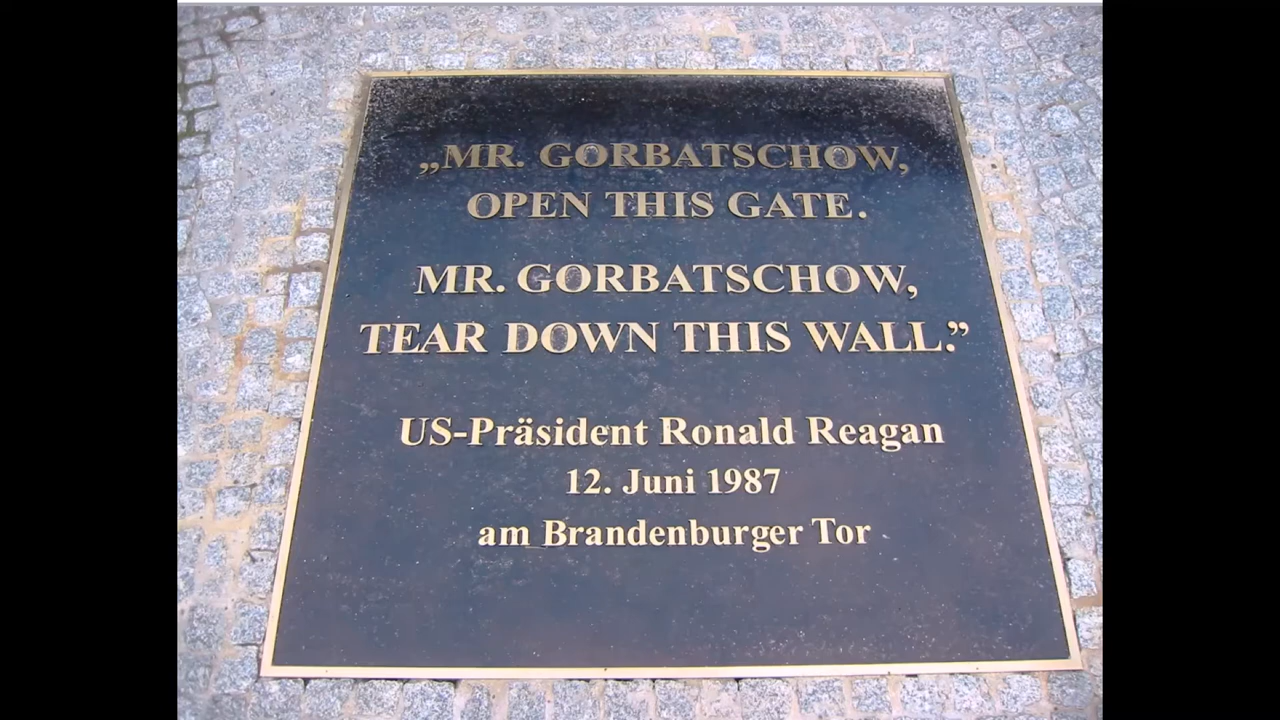 „MR. GORBATSCHOW,
OPEN THIS GATE.
MR. GORBATSCHOW,
TEAR DOWN THIS WALL.”
US-Präsident Ronald Reagan
12. Juni 1987
am Brandenburger Tor